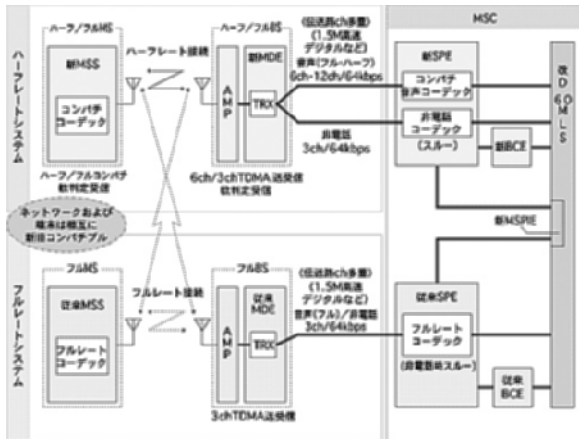 MSC
ハーフレートシステム
ハーフ/フルMS
新MSS
コンパチ
コーデック
ハーフ/フルコンパチ
軟判定受信
ハーフレート接続
ハーフ/フルBS
AMP
新MDE
TRX
6ch/3chTDMA送受信
軟判定受信
(伝送路ch多重)
(1.5M高速
デジタルなど)
音声(フル・ハーフ)
6ch-12ch/64kbps
非電話
3ch/64kbps
新SPE
コンパチ
音声コーデック
非電話
コーデック
(スルー)
新BCE
改D60MLS
新MSPIE
ネットワークおよび
端末は相互に
新旧コンパチブル
フルレートシステム
フルMS
従来MSS
フルレート
コーデック
フルレート接続
フルBS
AMP
従来
MDE
TRX
3chTDMA送受信
(伝送路ch多重)
(1.5M高速
デジタルなど)
音声(フル)/非電話
3ch/64kbps
従来SPE
フルレート
コーデック
(非電話時スルー)
従来
BCE